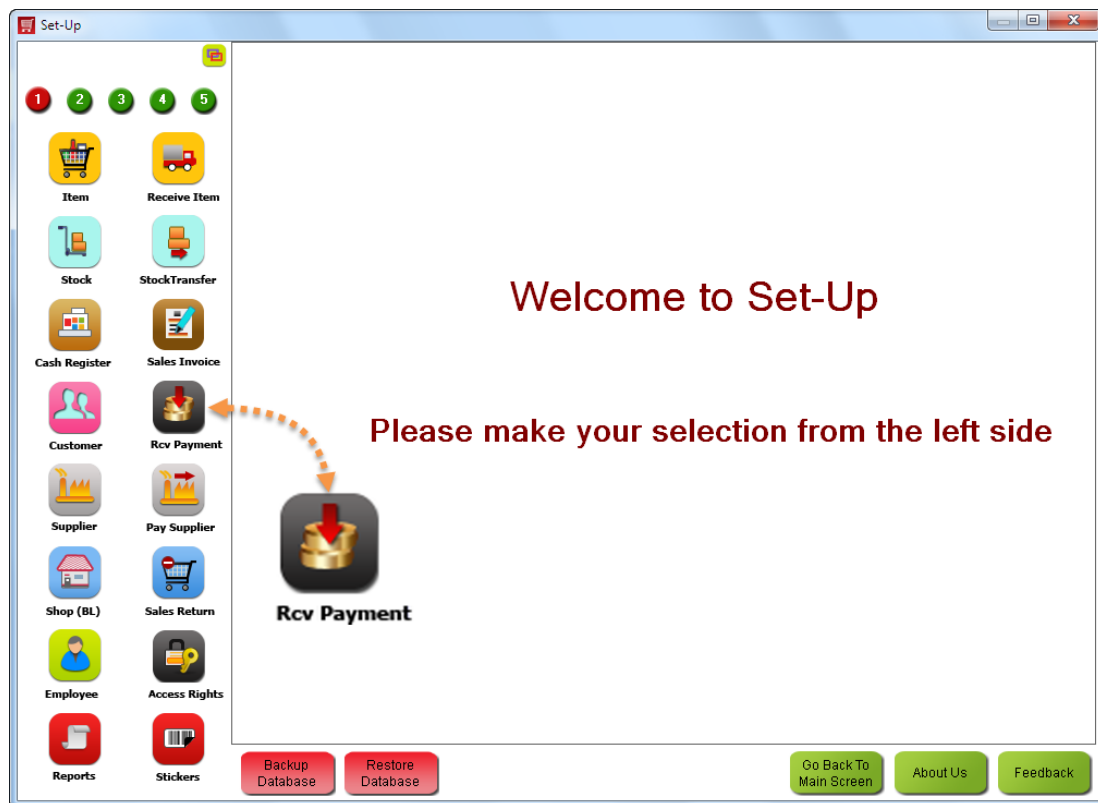 Set-Up
1 2 3 4 5
Item Receive Item
Stock StockTransfer
Cash Register Sales Invoice
Customer Rcv Payment
Supplier Pay Supplier
Shop (BL) Sales Return
Employee Access Rights
Reports Stickers
Welcome to Set-Up
Please make your selection from the left side
Rcv Payment
Backup
Database
Restore
Database
Go Back To
Main Screen
About Us
Feedback